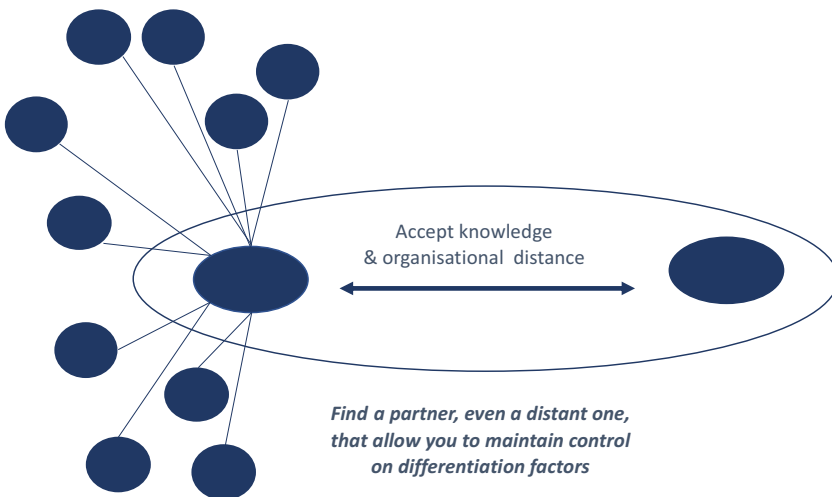 Accept knowledge
& organisational distance
Find a partner, even a distant one,
that allow you to maintain control
on differentiation factors